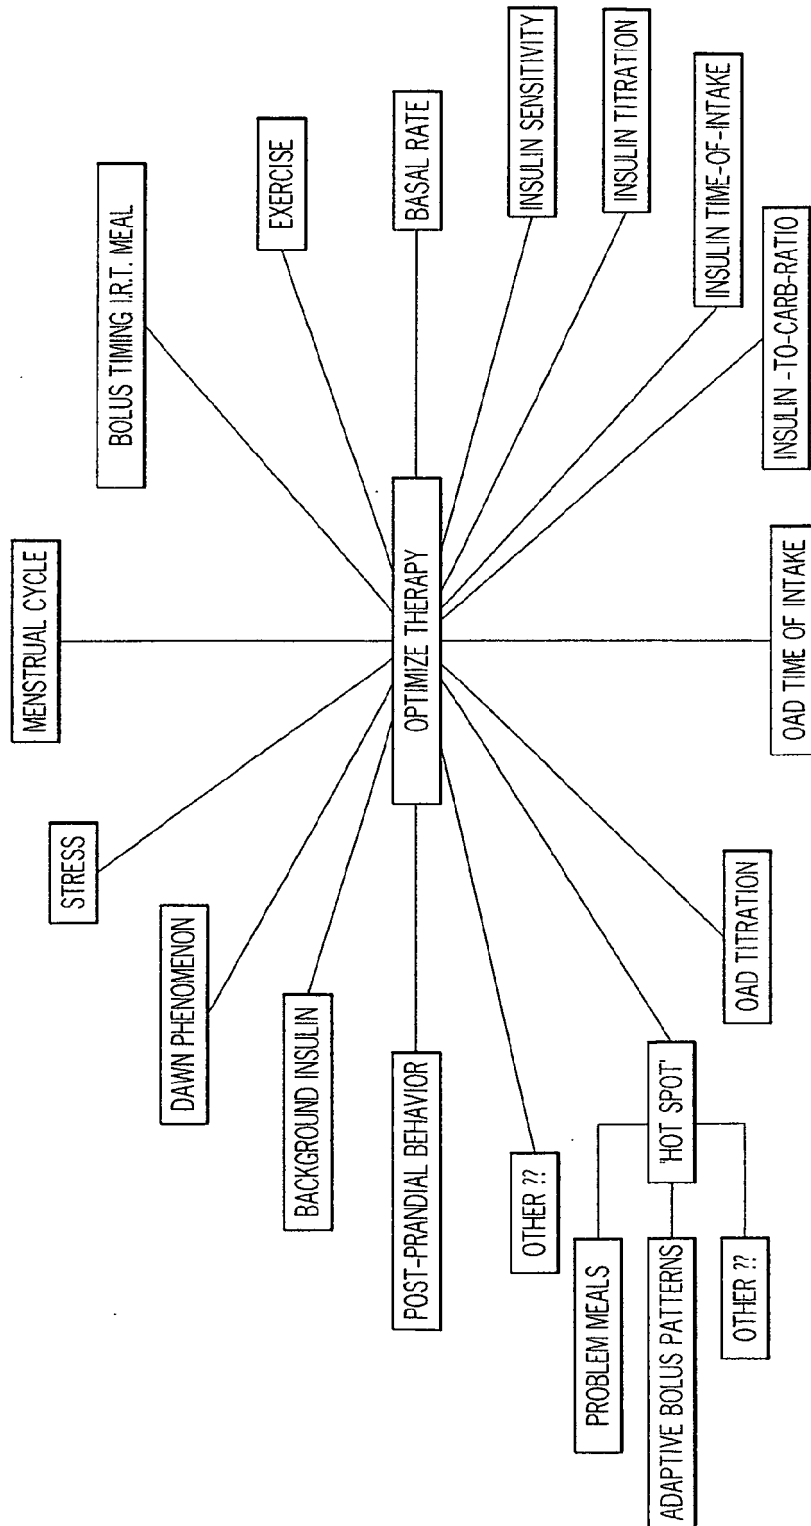 MENSTRUAL CYCLE
STRESS
BOLUS TIMING I.R.T. MEAL
DAWN PHENOMENON
EXERCISE
BACKGROUND INSULIN
POST-PRANDIAL BEHAVIOR
OPTIMIZE THERAPY
BASAL RATE
OTHER ??
INSULIN SENSITIVITY
PROBLEM MEALS
INSULIN TITRATION
'HOT SPOT'
ADAPTIVE BOLUS PATTERNS
INSULIN TIME-OF-INTAKE
OTHER ??
OAD TITRATION
INSULIN -TO-CARB-RATIO
OAD TIME OF INTAKE